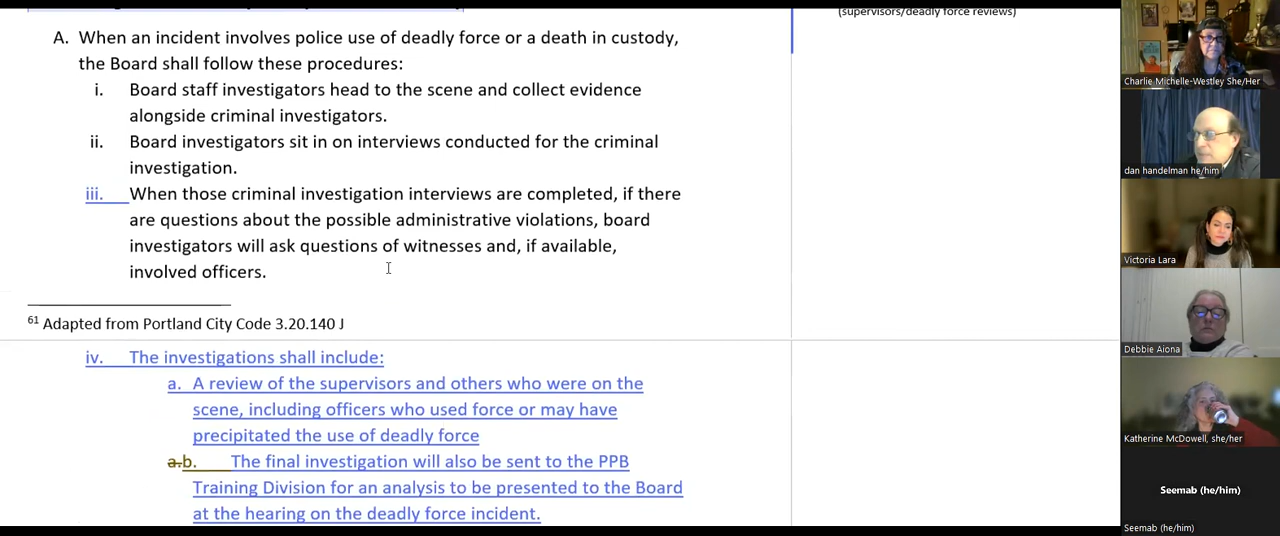 (supervisors/deadly force reviews)
A. When an incident involves police use of deadly force or a death in custody,
the Board shall follow these procedures:
i. Board staff investigators head to the scene and collect evidence
alongside criminal investigators.
ii. Board investigators sit in on interviews conducted for the criminal
investigation.
iii. When those criminal investigation interviews are completed, if there
are questions about the possible administrative violations, board
investigators will ask questions of witnesses and, if available,
involved officers.
61 Adapted from Portland City Code 3.20.140 J
iv. The investigations shall include:
a. A review of the supervisors and others who were on the
scene, including officers who used force or may have
precipitated the use of deadly force
a.b. The final investigation will also be sent to the PPB
Training Division for an analysis to be presented to the Board
at the hearing on the deadly force incident.
Charlie Michelle-Westley She/Her
dan handelman he/him
Victoria Lara
Debbie Aiona
Katherine McDowell, she/her
Seemab (he/him)
Seemab (he/him)